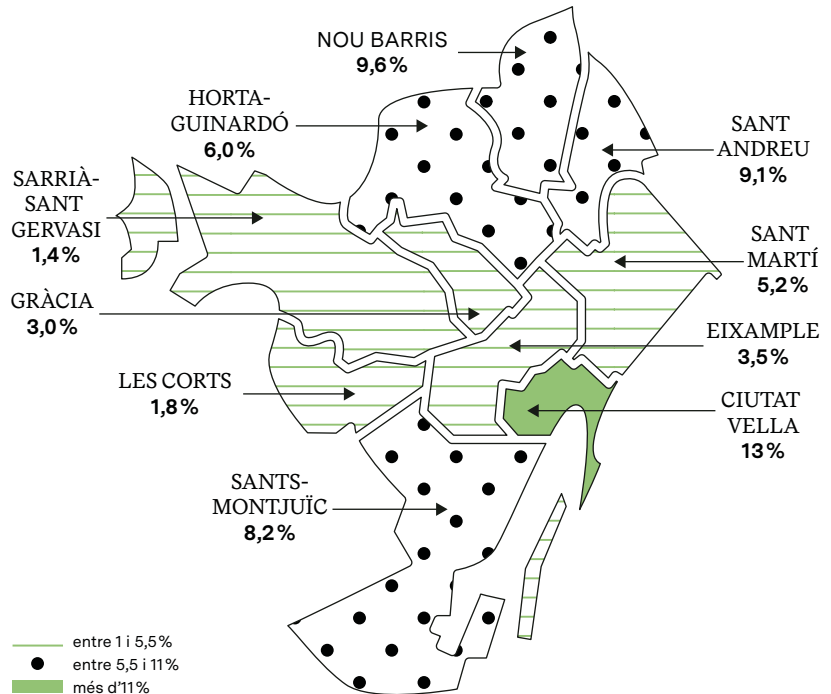 NOU BARRIS
9,6%
HORTA-
GUINARDÓ
6,0%
SANT
ANDREU
9,1%
SARRIÀ-
SANT
GERVASI
1,4%
SANT
MARTÍ
5,2%
GRÀCIA
3,0%
EIXAMPLE
3,5%
LES CORTS
1,8%
CIUTAT
VELLA
13%
SANTS-
MONTJUÏC
8,2%
entre 1 i 5,5%
entre 5,5 i 11%
més d'11%